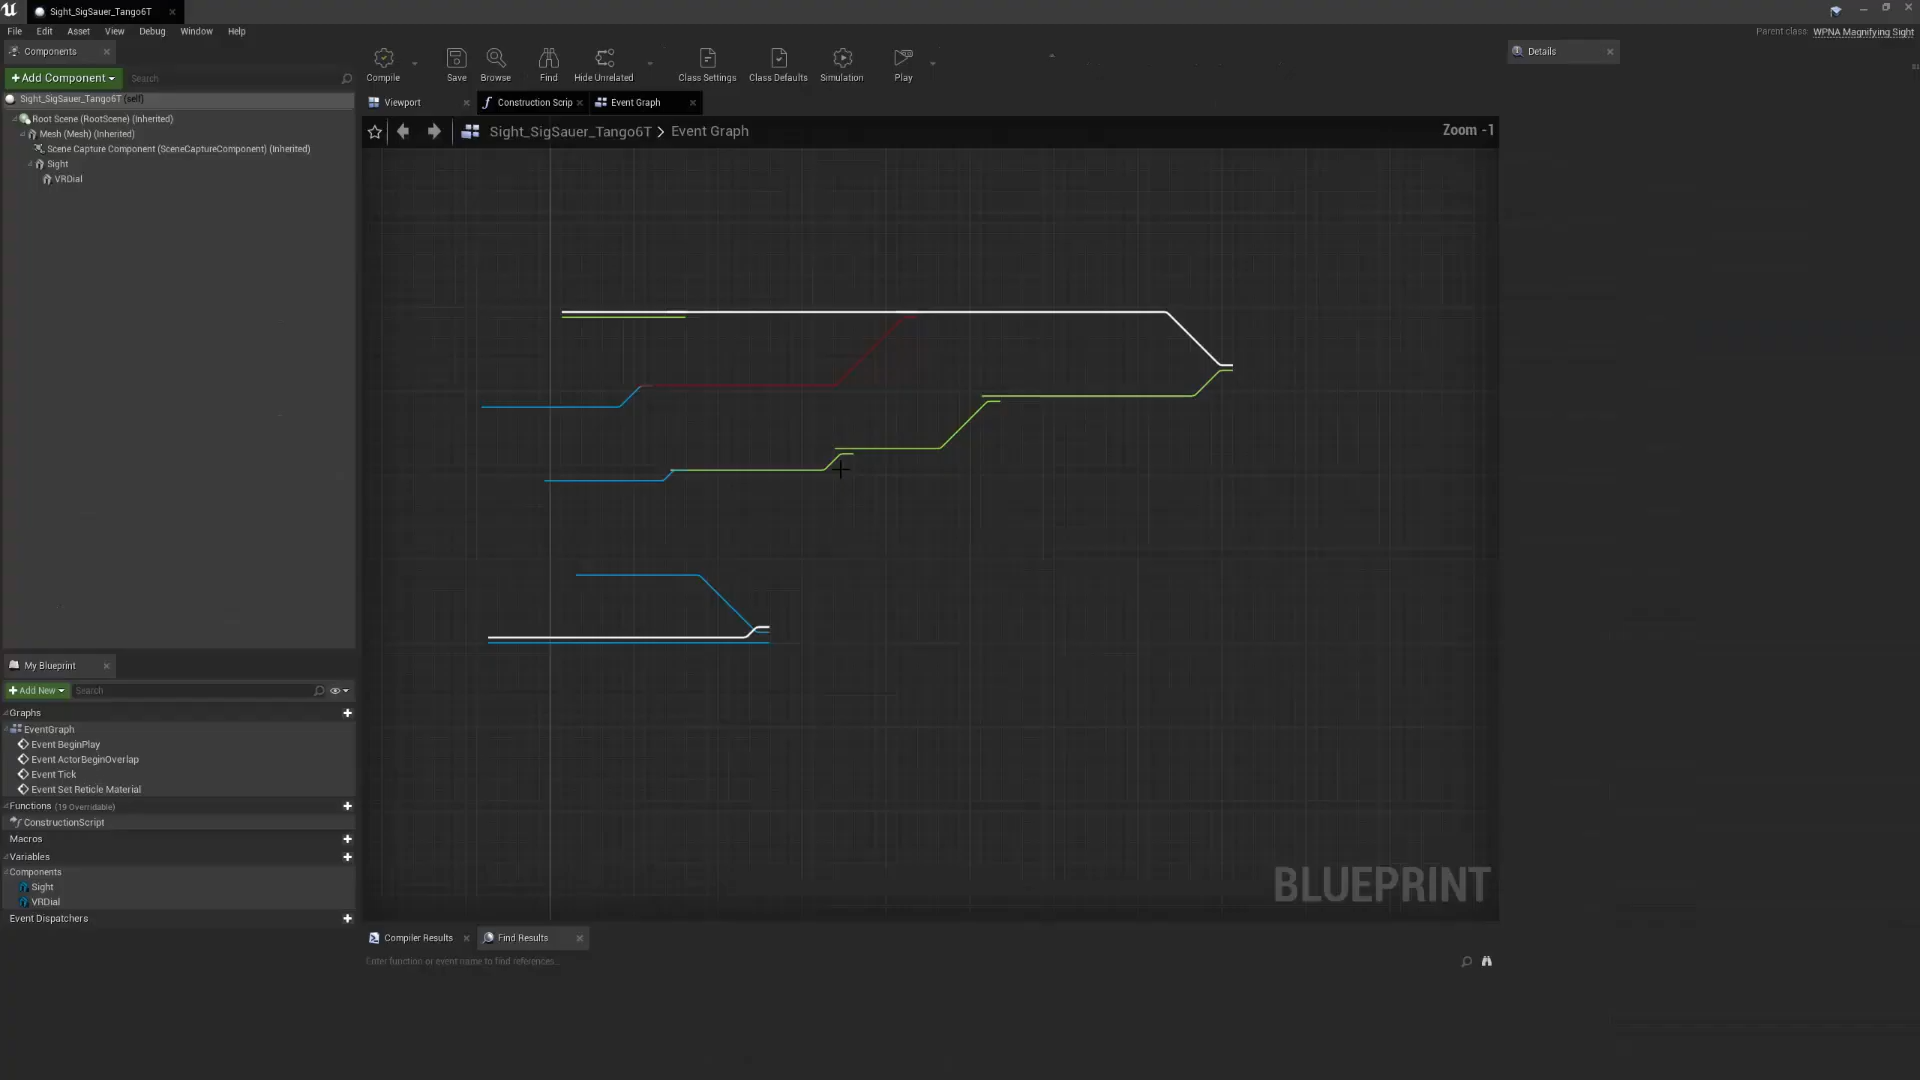 Sight_SigSauer_Tango6T
File Edit Asset View Debug Window Help
Parent class: WPNA Magnifying Sight
Components
+Add Component
Search
Sight_SigSauer_Tango6T (self)
Root Scene (RootScene) (Inherited)
Mesh (Mesh) (Inherited)
Scene Capture Component (SceneCaptureComponent) (Inherited)
Sight
VRDial
Compile Save Browse Find Hide Unrelated Class Settings Class Defaults Simulation Play
Viewport Construction Scrip Event Graph
Sight_SigSauer_Tango6T > Event Graph
Zoom -1
Details
BLUEPRINT
My Blueprint
+Add New
Search
Graphs
EventGraph
Event BeginPlay
Event ActorBeginOverlap
Event Tick
Event Set Reticle Material
Functions (19 Overridable)
ConstructionScript
Macros
Variables
Components
Sight
VRDial
Event Dispatchers
Compiler Results Find Results
Enter function or event name to find references...